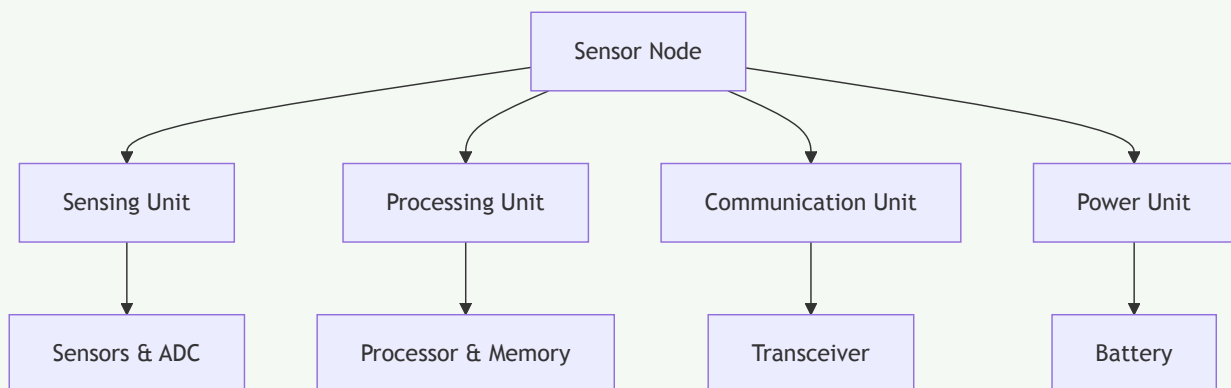 Sensor Node
Sensing Unit
Processing Unit
Communication Unit
Power Unit
Sensors & ADC
Processor & Memory
Transceiver
Battery